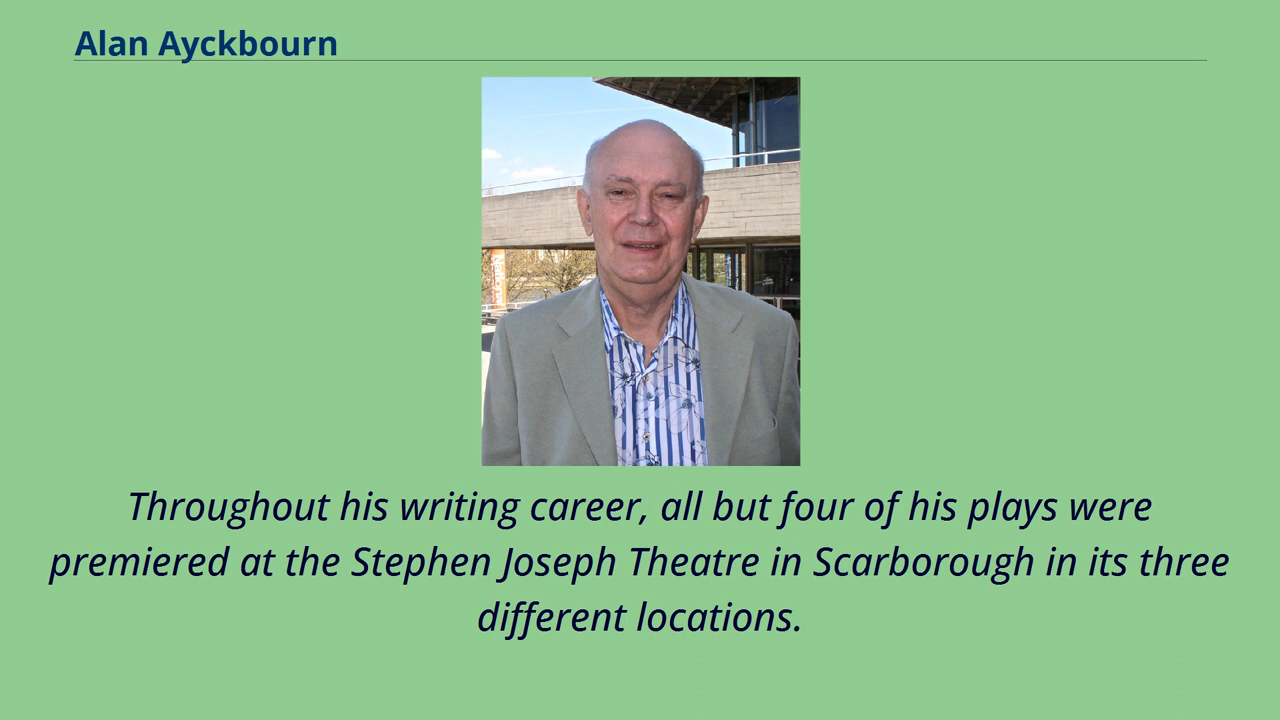 Alan Ayckbourn
Throughout his writing career, all but four of his plays were
premiered at the Stephen Joseph Theatre in Scarborough in its three
different locations.